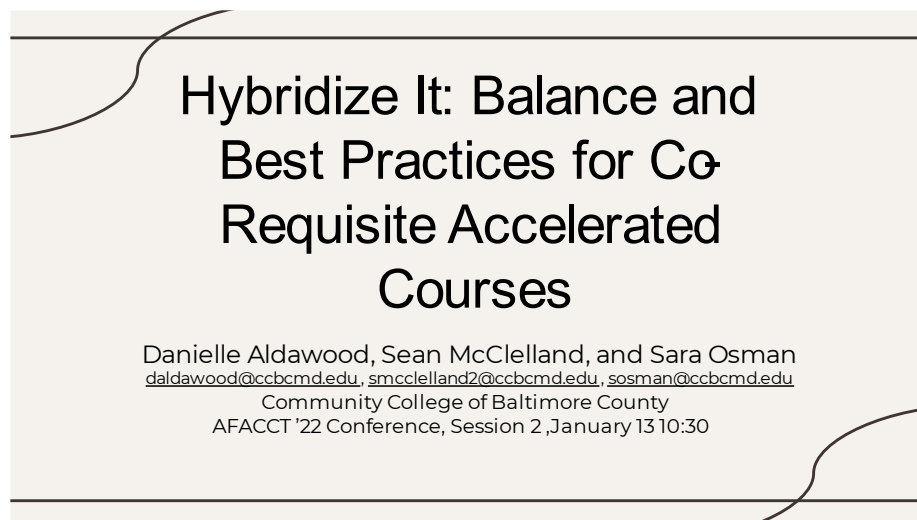 Hybridize It: Balance and
Best Practices for Co-
Requisite Accelerated
Courses
Danielle Aldawood, Sean McClelland, and Sara Osman
daldawood@ccbcmd.edu, smcclelland2@ccbcmd.edu, sosman@ccbcmd.edu
Community College of Baltimore County
AFACCT ’22 Conference, Session 2 ,January 13 10:30